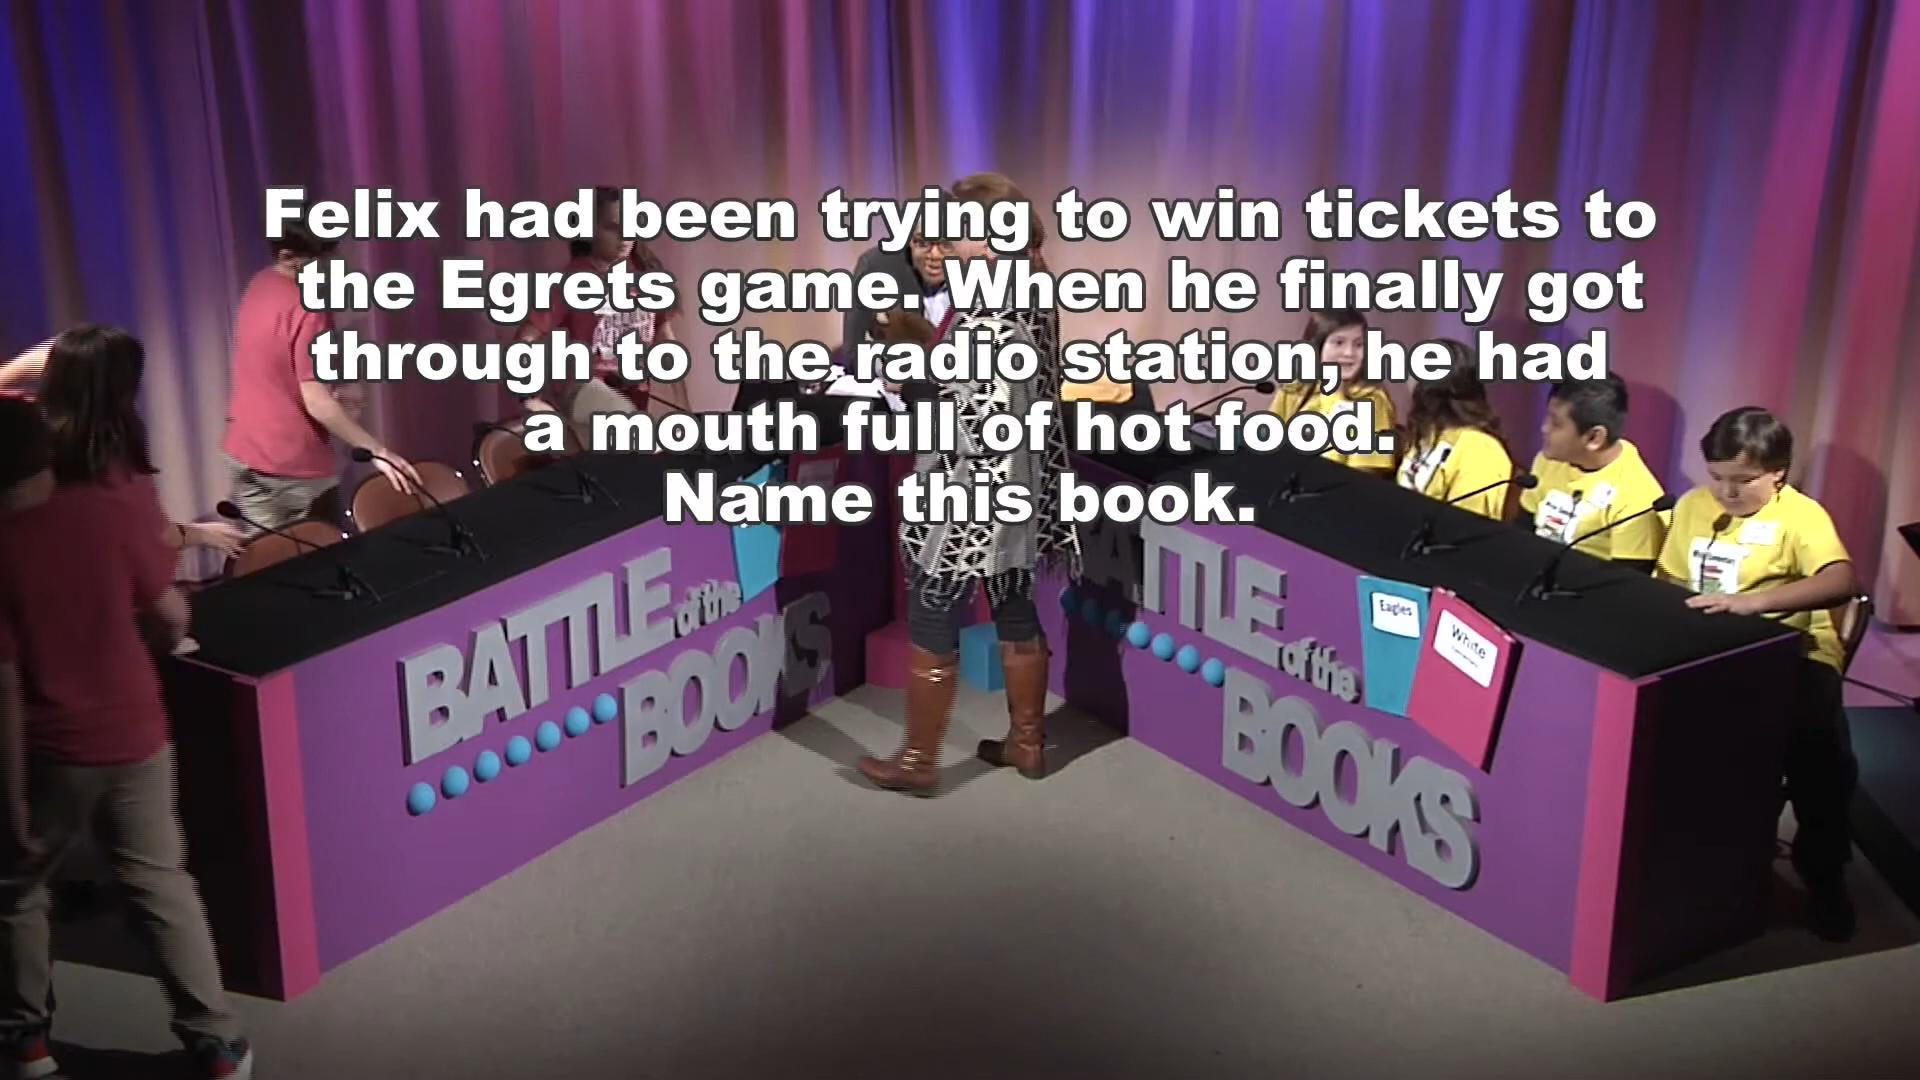 Felix had been trying to win tickets to
the Egrets game. When he finally got
through to the radio station, he had
a mouth full of hot food.
Name this book.
BATTLE
of the
BOOKS
BATTLE
of the
BOOKS
Eagles
White